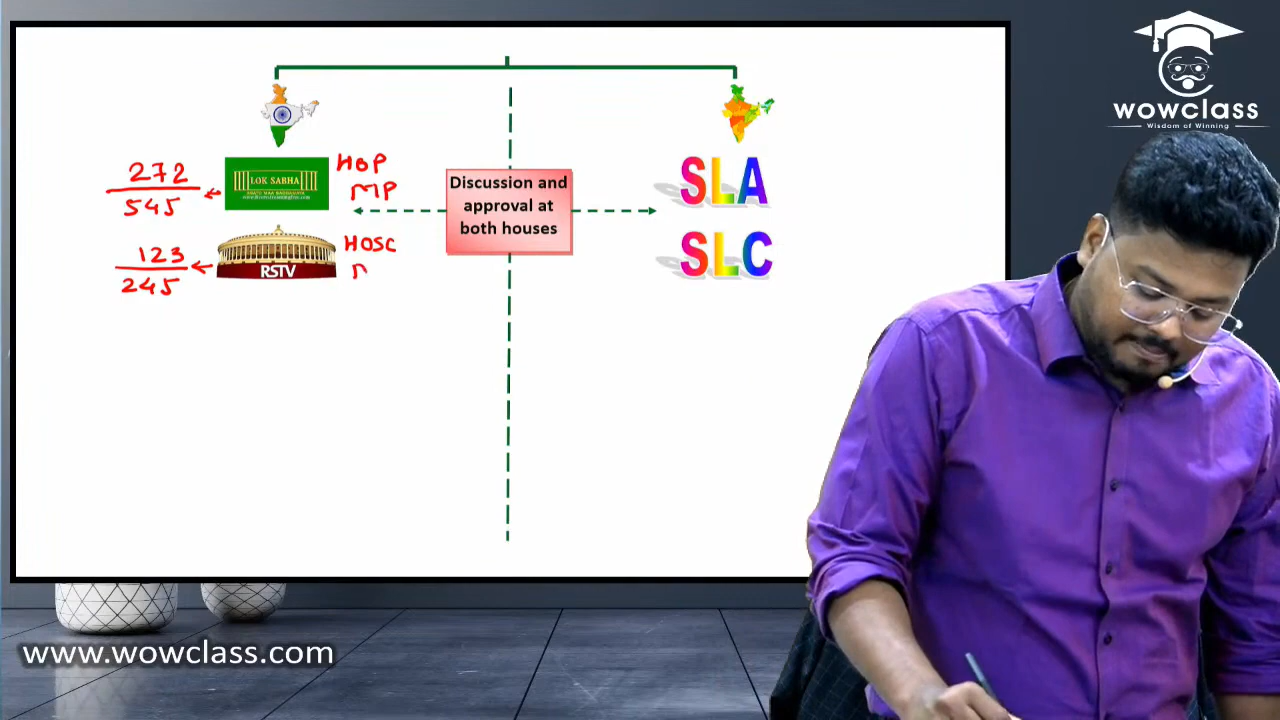 wowclass
Wisdom of Winning
272
545
LOK SABHA
HOP
MP
Discussion and
approval at
both houses
SLA
123
245
RSTV
HOSC
SLC
www.wowclass.com